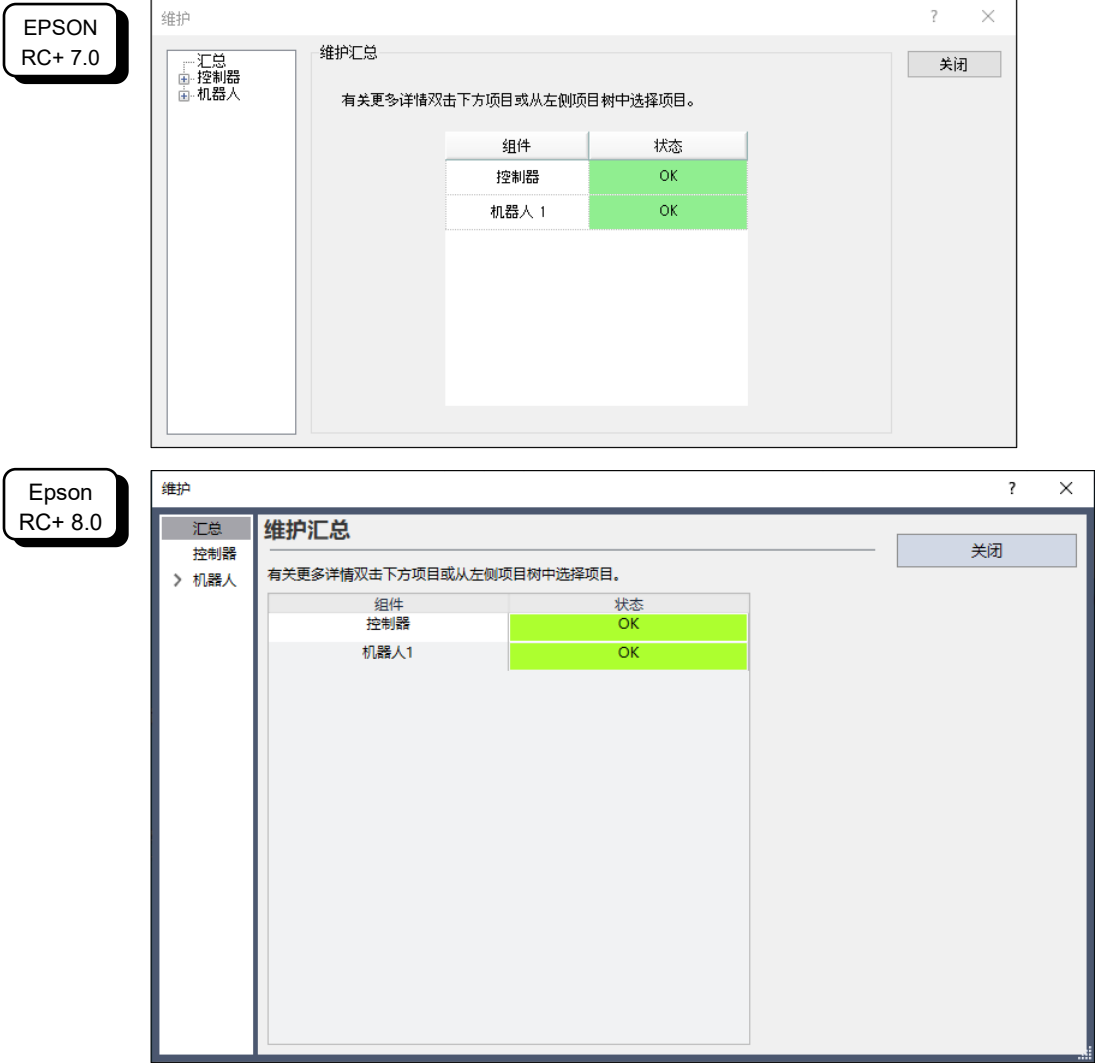 EPSON
RC+ 7.0
维护
?
汇总
控制器
机器人
维护汇总
关闭
有关更多详情双击下方项目或从左侧项目树中选择项目。
组件 状态
控制器 OK
机器人 1 OK
Epson
RC+ 8.0
维护
?
汇总
控制器
机器人
维护汇总
关闭
有关更多详情双击下方项目或从左侧项目树中选择项目。
组件 状态
控制器 OK
机器人1 OK